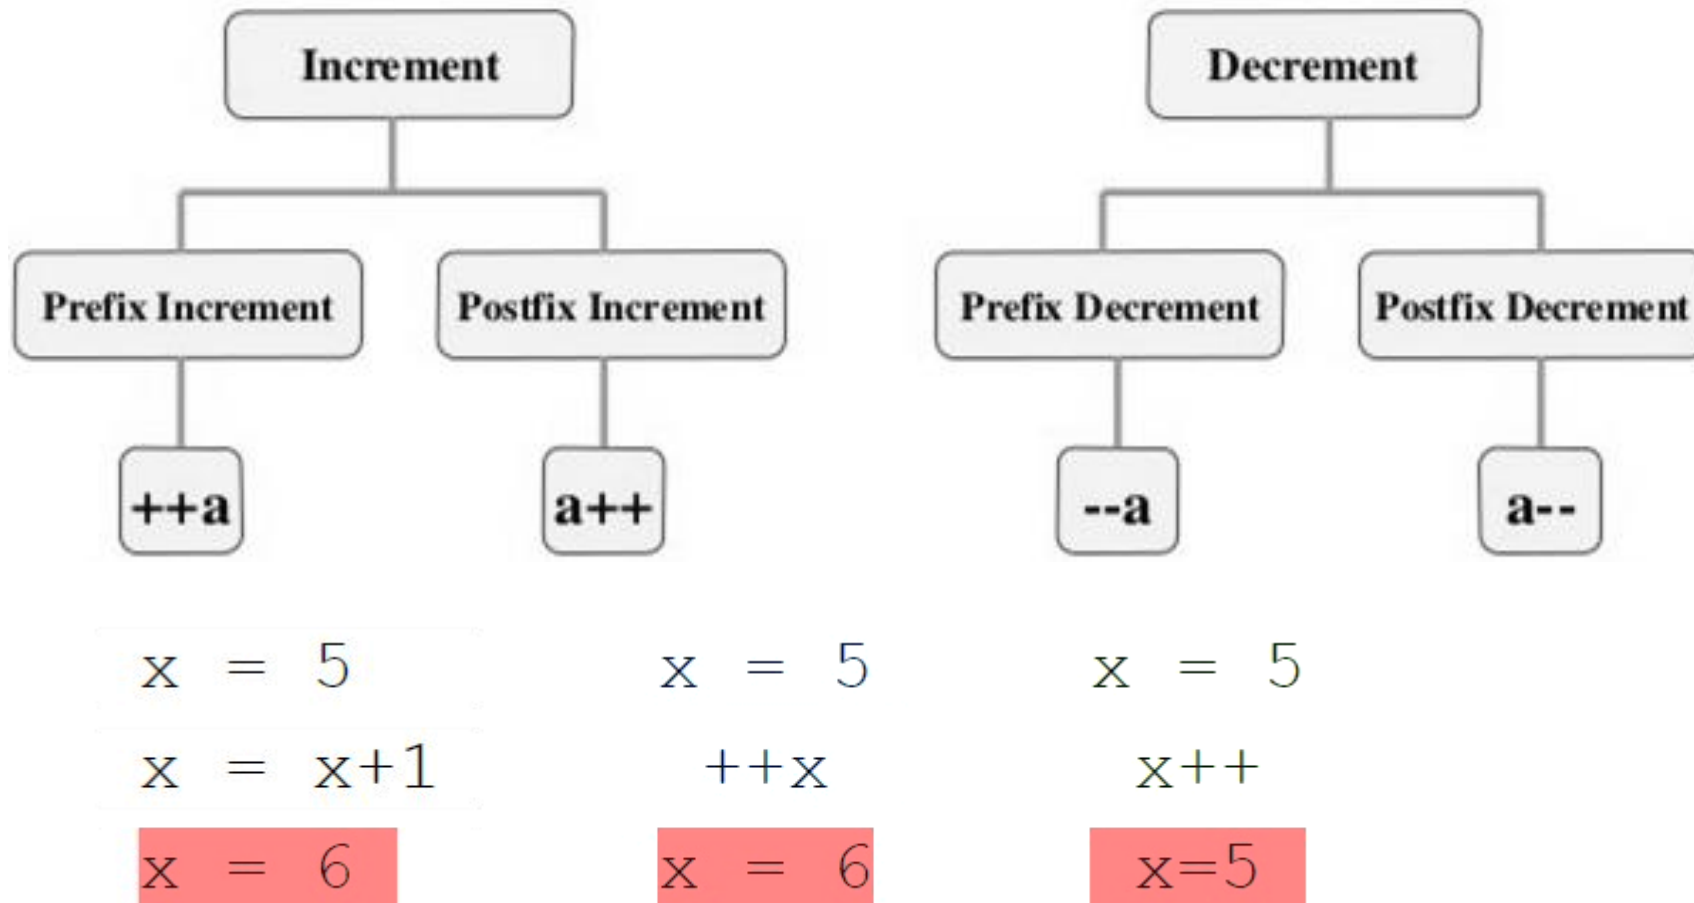 Increment
Decrement
Prefix Increment
Postfix Increment
Prefix Decrement
Postfix Decrement
++a
a++
--a
a--
x = 5
x = 5
x = 5
x = x+1
++x
x++
x = 6
x = 6
x=5